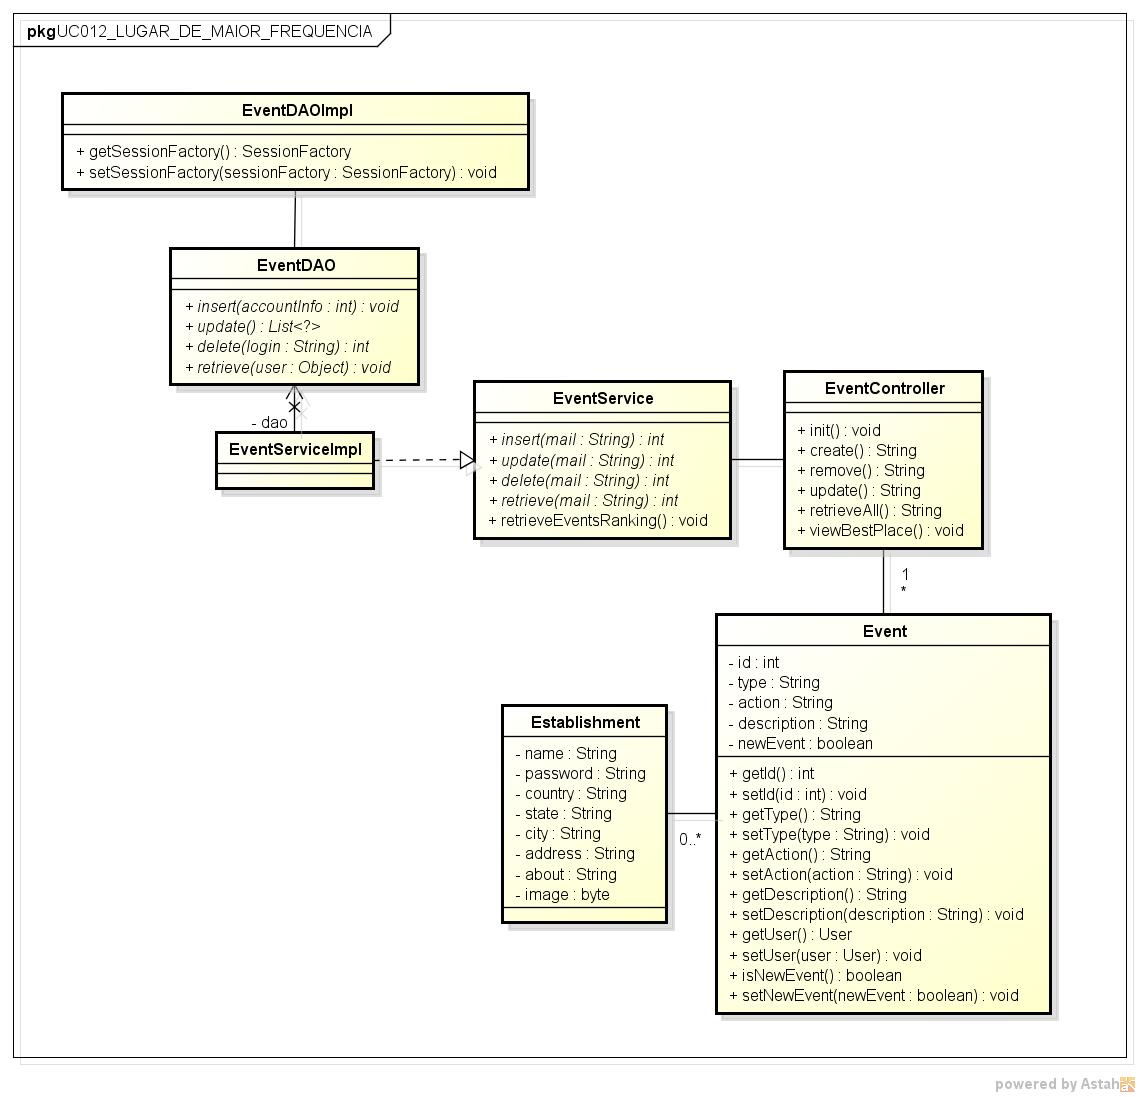 pkg UC012_LUGAR_DE_MAIOR_FREQUENCIA
EventDAOImpl
+ getSessionFactory() : SessionFactory
+ setSessionFactory(sessionFactory : SessionFactory) : void
EventDAO
+ insert(accountInfo : int) : void
+ update() : List<?>
+ delete(login : String) : int
+ retrieve(user : Object) : void
- dao
EventServiceImpl
EventService
+ insert(mail : String) : int
+ update(mail : String) : int
+ delete(mail : String) : int
+ retrieve(mail : String) : int
+ retrieveEventsRanking() : void
EventController
+ init() : void
+ create() : String
+ remove() : String
+ update() : String
+ retrieveAll() : String
+ viewBestPlace() : void
1
*
Event
- id : int
- type : String
- action : String
- description : String
- newEvent : boolean
+ getId() : int
+ setId(id : int) : void
+ getType() : String
+ setType(type : String) : void
+ getAction() : String
+ setAction(action : String) : void
+ getDescription() : String
+ setDescription(description : String) : void
+ getUser() : User
+ setUser(user : User) : void
+ isNewEvent() : boolean
+ setNewEvent(newEvent : boolean) : void
Establishment
- name : String
- password : String
- country : String
- state : String
- city : String
- address : String
- about : String
- image : byte
0..*
powered by Astah